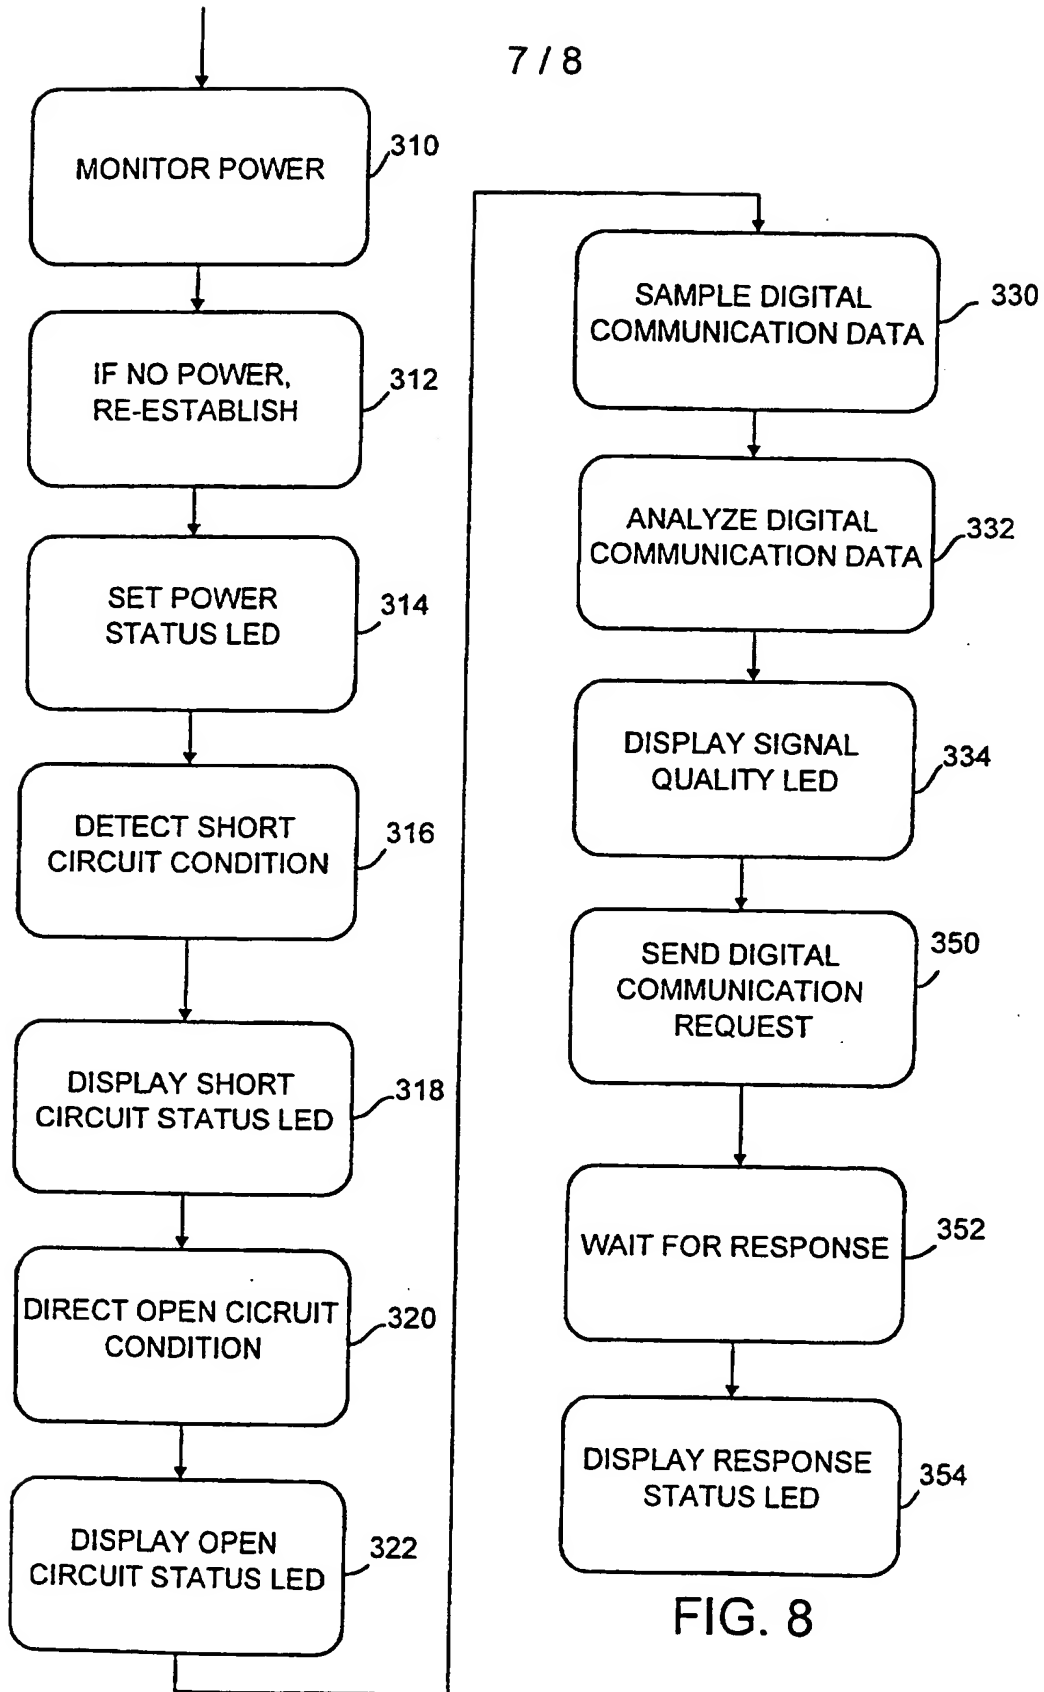 7 / 8
MONITOR POWER
310
IF NO POWER,
RE-ESTABLISH
312
SET POWER
STATUS LED
314
DETECT SHORT
CIRCUIT CONDITION
316
DISPLAY SHORT
CIRCUIT STATUS LED
318
DIRECT OPEN CICRUIT
CONDITION
320
DISPLAY OPEN
CIRCUIT STATUS LED
322
SAMPLE DIGITAL
COMMUNICATION DATA
330
ANALYZE DIGITAL
COMMUNICATION DATA
332
DISPLAY SIGNAL
QUALITY LED
334
SEND DIGITAL
COMMUNICATION
REQUEST
350
WAIT FOR RESPONSE
352
DISPLAY RESPONSE
STATUS LED
354
FIG. 8